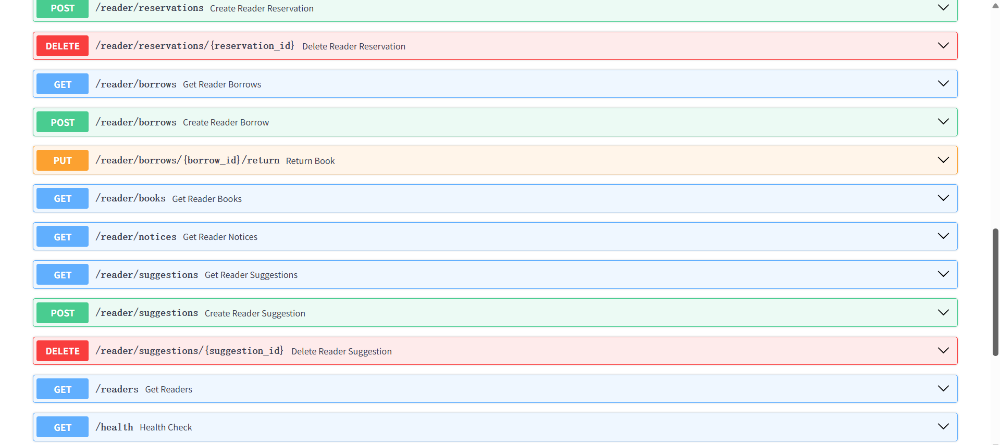 POST /reader/reservations Create Reader Reservation
DELETE /reader/reservations/{reservation_id} Delete Reader Reservation
GET /reader/borrows Get Reader Borrows
POST /reader/borrows Create Reader Borrow
PUT /reader/borrows/{borrow_id}/return Return Book
GET /reader/books Get Reader Books
GET /reader/notices Get Reader Notices
GET /reader/suggestions Get Reader Suggestions
POST /reader/suggestions Create Reader Suggestion
DELETE /reader/suggestions/{suggestion_id} Delete Reader Suggestion
GET /readers Get Readers
GET /health Health Check